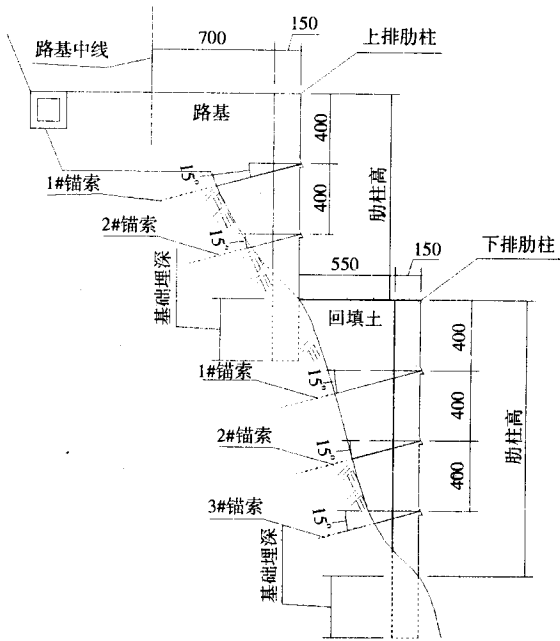 150
700
上排肋柱
路基中线
路基
400
15°
1#锚索
400
肋柱高
2#锚索
15°
150
下排肋柱
550
基础埋深
回填土
400
1#锚索
15°
400
2#锚索
15°
肋柱高
400
3#锚索
15°
基础埋深